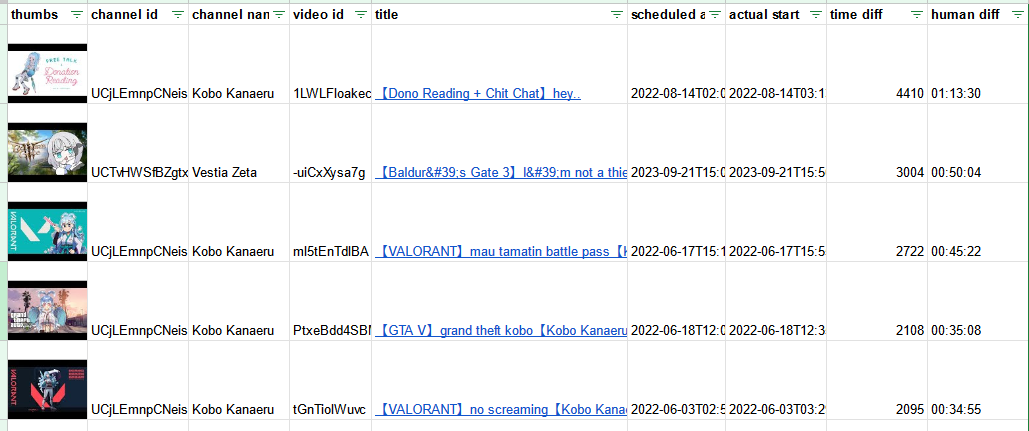 thumbs channel id channel nan video id title scheduled a actual start time diff human diff
FREE TALK
Donation
Reading
UCjLEmnpCNeis Kobo Kanaeru 1LWLFloakec 【Dono Reading + Chit Chat】hey.. 2022-08-14T02:0 2022-08-14T03:1 4410 01:13:30
UCTvHWSfBZgtx Vestia Zeta -uiCxXysa7g 【Baldur&#39;s Gate 3】I&#39;m not a thie 2023-09-21T15:0 2023-09-21T15:5 3004 00:50:04
VALORANT
UCjLEmnpCNeis Kobo Kanaeru ml5tEnTdlBA 【VALORANT】mau tamatin battle pass【K 2022-06-17T15:1 2022-06-17T15:5 2722 00:45:22
grand theft auto
UCjLEmnpCNeis Kobo Kanaeru PtxeBdd4SBM 【GTA V】grand theft kobo【Kobo Kanaeru 2022-06-18T12:0 2022-06-18T12:3 2108 00:35:08
VALORANT
UCjLEmnpCNeis Kobo Kanaeru tGnTiolWuvc 【VALORANT】no screaming【Kobo Kana 2022-06-03T02:5 2022-06-03T03:2 2095 00:34:55